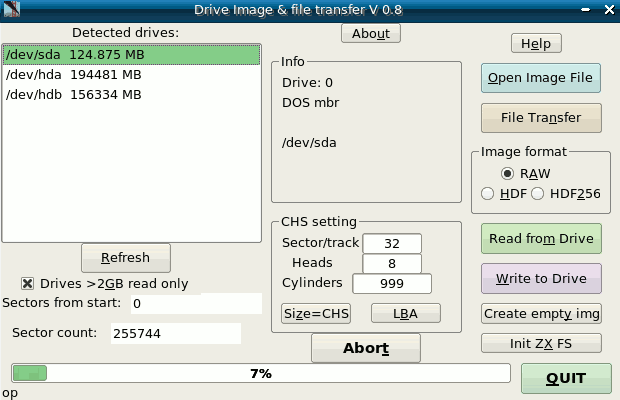 Drive Image & file transfer V 0.8
Detected drives:
/dev/sda 124.875 MB
/dev/hda 194481 MB
/dev/hdb 156334 MB
Refresh
Drives >2GB read only
Sectors from start: 0
Sector count: 255744
About
Info
Drive: 0
DOS mbr
/dev/sda
CHS setting
Sector/track 32
Heads 8
Cylinders 999
Size=CHS
LBA
Abort
Help
Open Image File
File Transfer
Image format
RAW
HDF
HDF256
Read from Drive
Write to Drive
Create empty img
Init ZX FS
7%
QUIT
op